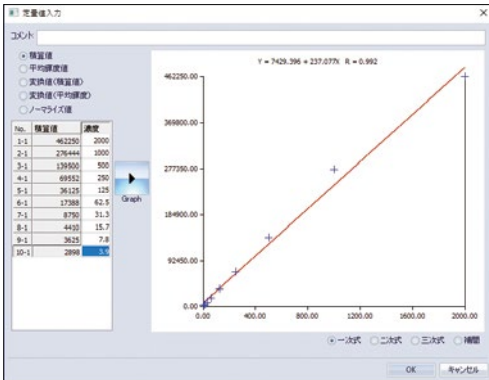 定量値入力
コメント
積算値
平均輝度値
変換値(積算値)
変換値(平均輝度)
ノーマライズ値
No. 積算値 濃度
1-1 462250 2000
2-1 276444 1000
3-1 139500 500
4-1 69552 250
5-1 36125 125
6-1 17388 62.5
7-1 8750 31.3
8-1 4410 15.7
9-1 3625 7.8
10-1 2898 3.9
Graph
Y = 7429.396 + 237.077X R = 0.992
462250.00
369800.00
277350.00
184900.00
92450.00
0.00
0.00 400.00 800.00 1200.00 1600.00 2000.00
一次式 二次式 三次式 補間
OK キャンセル